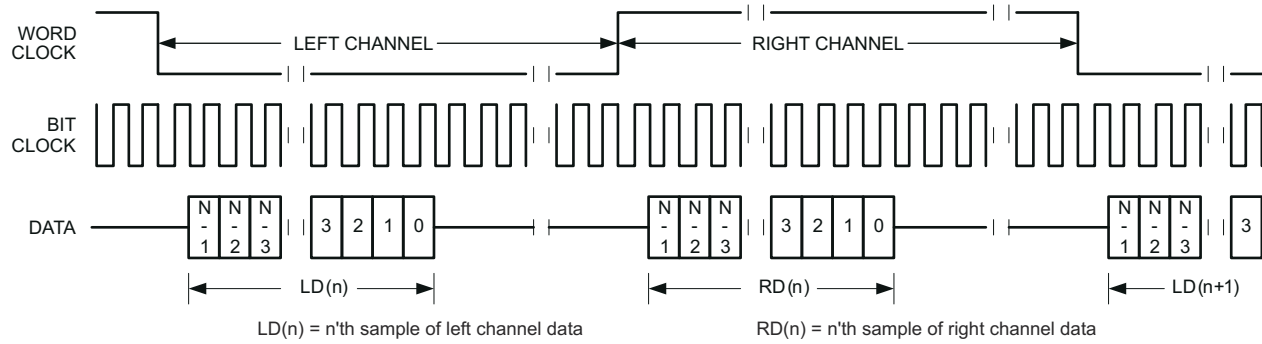 WORD
CLOCK
LEFT CHANNEL
RIGHT CHANNEL
BIT
CLOCK
DATA
N-1 N-2 N-3 3 2 1 0 N-1 N-2 N-3 3 2 1 0 N-1 N-2 N-3 3
LD(n) RD(n) LD(n+1)
LD(n) = n'th sample of left channel data
RD(n) = n'th sample of right channel data